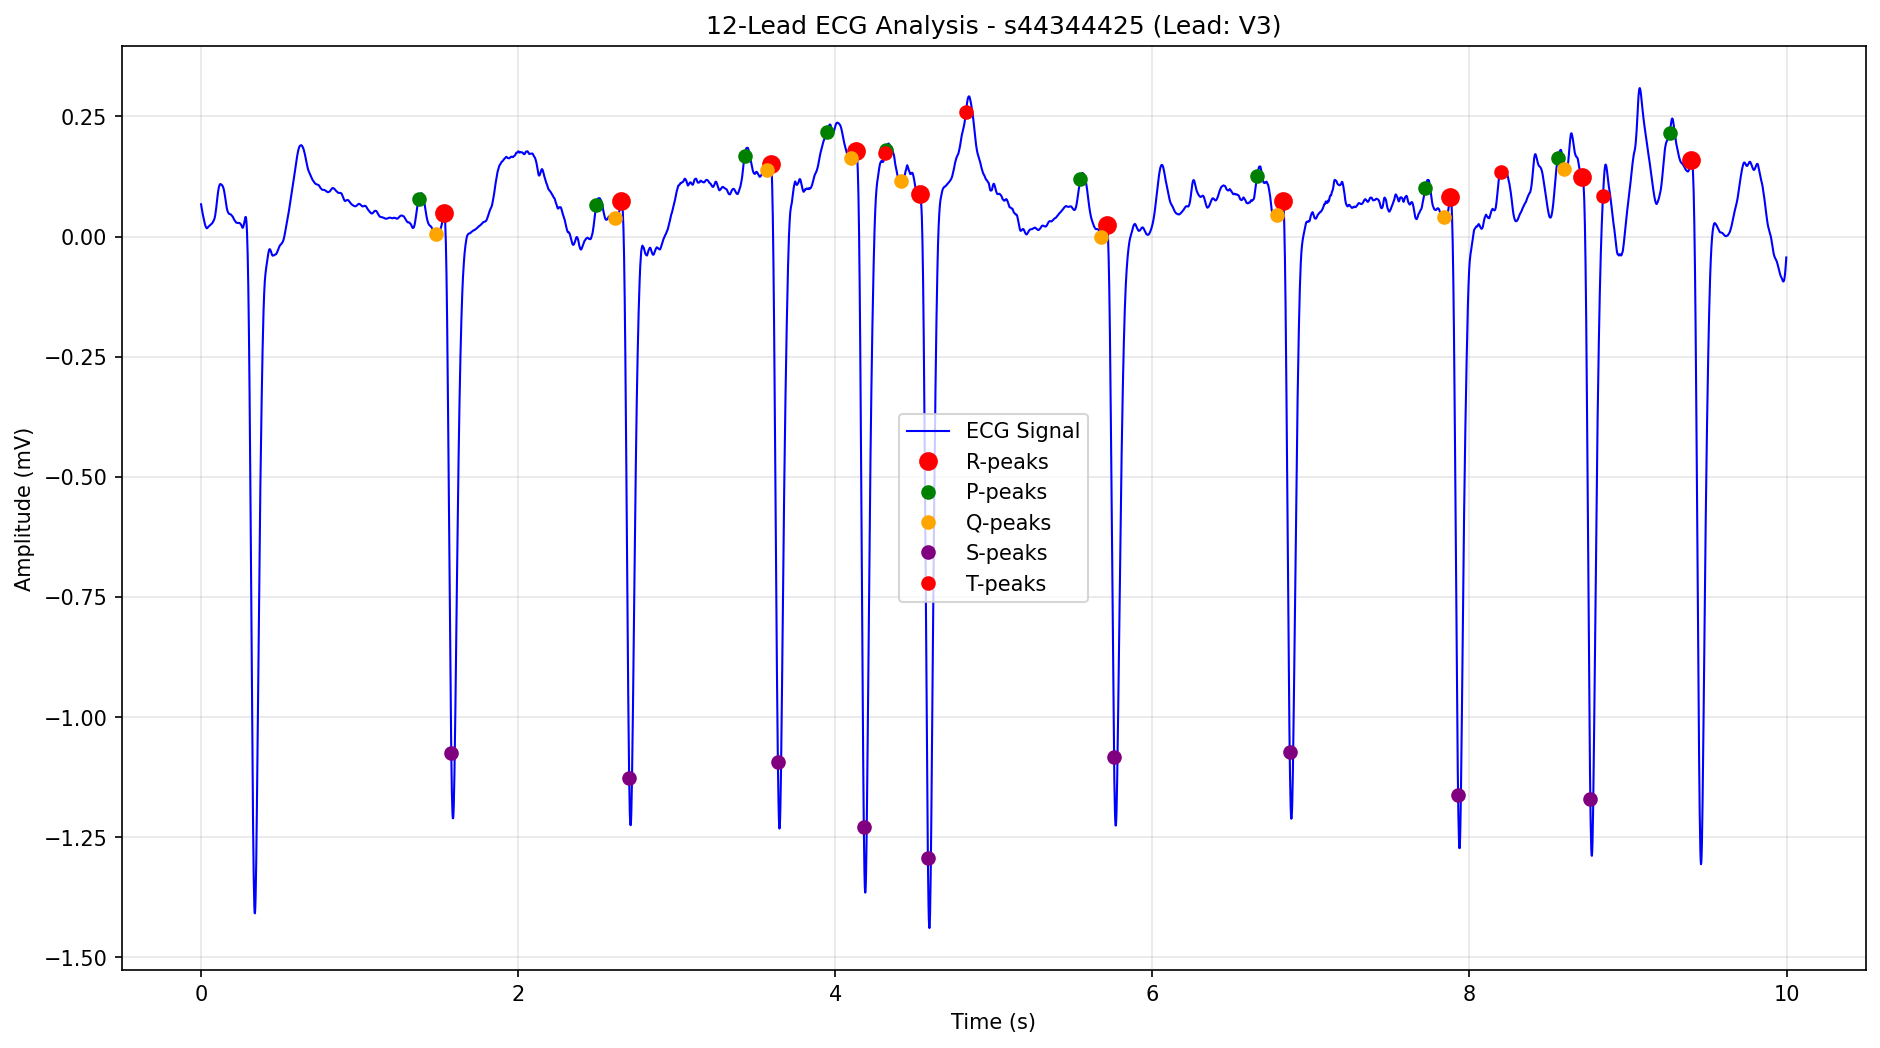 12-Lead ECG Analysis - s44344425 (Lead: V3)
Amplitude (mV)
0.25
0.00
−0.25
−0.50
−0.75
−1.00
−1.25
−1.50
ECG Signal
R-peaks
P-peaks
Q-peaks
S-peaks
T-peaks
0 2 4 6 8 10
Time (s)